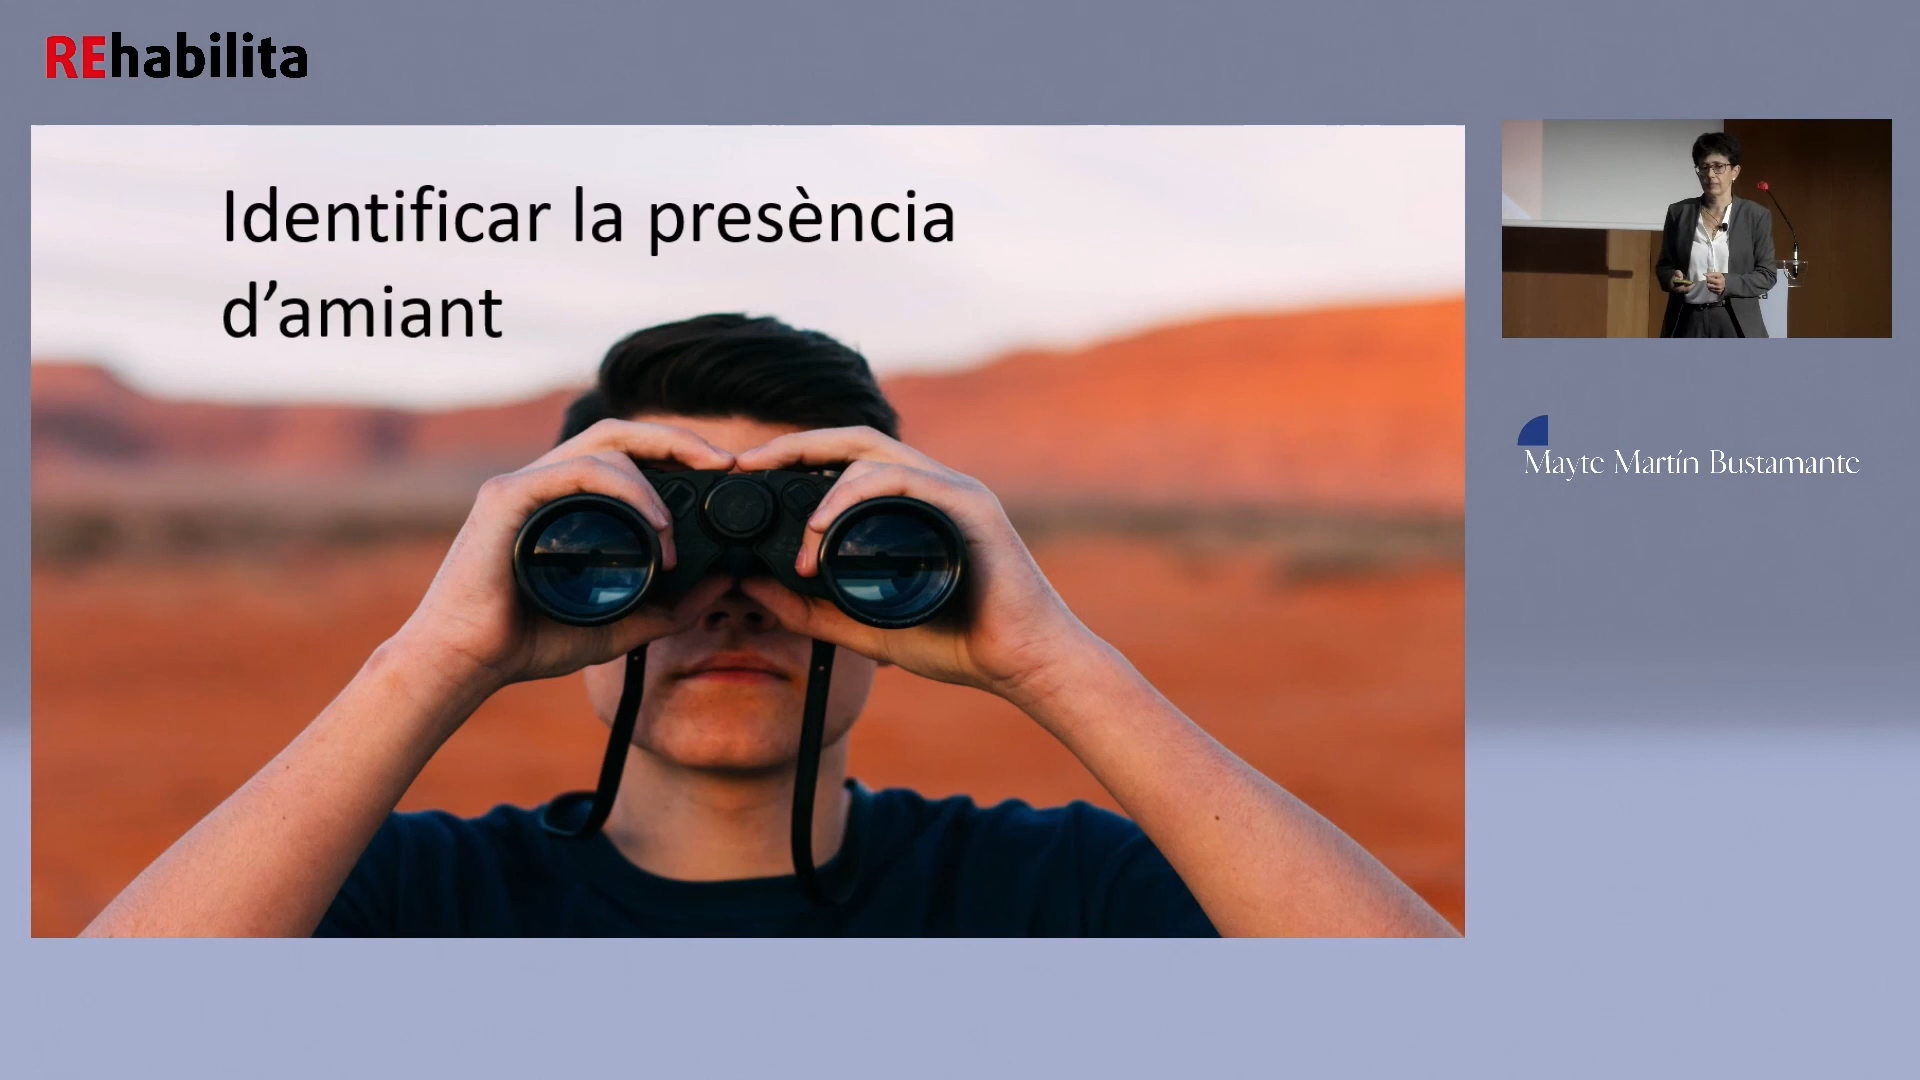 REhabilita
Identificar la presència
d’amiant
Mayte Martín Bustamante